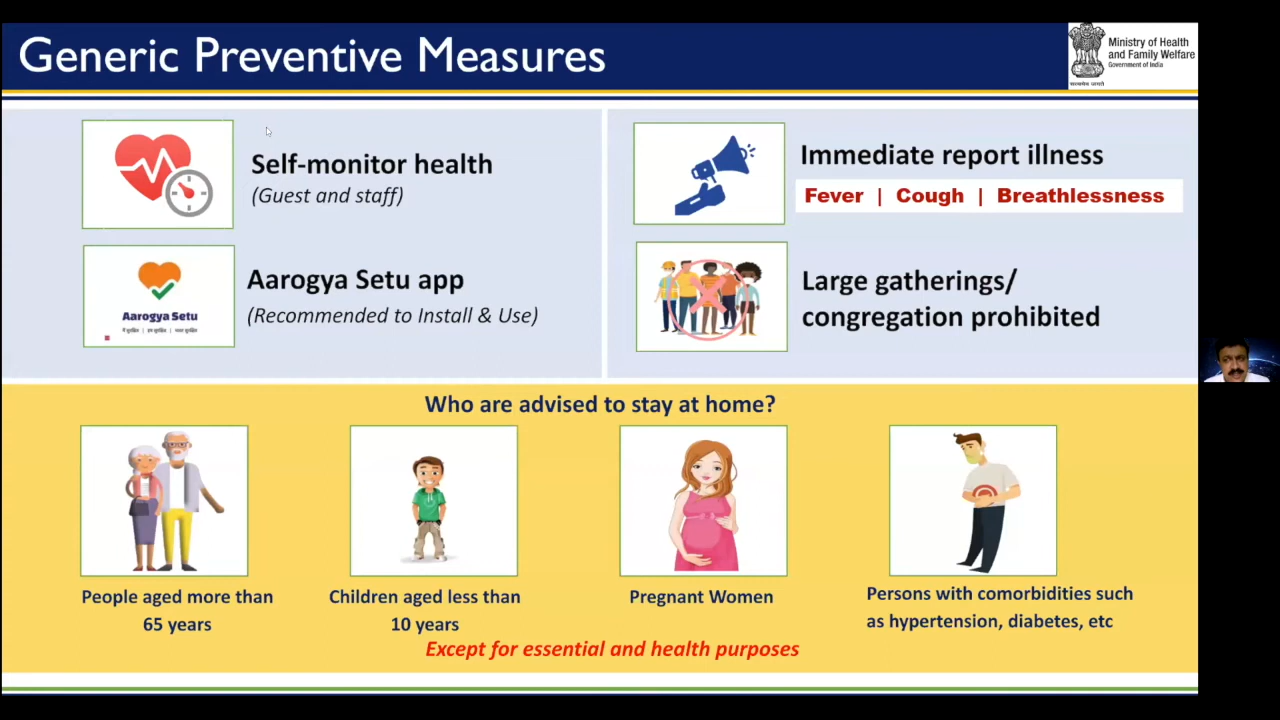 Generic Preventive Measures
Ministry of Health
and Family Welfare
Government of India
सत्यमेव जयते
Self-monitor health
(Guest and staff)
Immediate report illness
Fever | Cough | Breathlessness
Aarogya Setu
Aarogya Setu app
(Recommended to Install & Use)
Large gatherings/
congregation prohibited
Who are advised to stay at home?
People aged more than
65 years
Children aged less than
10 years
Pregnant Women
Persons with comorbidities such
as hypertension, diabetes, etc
Except for essential and health purposes